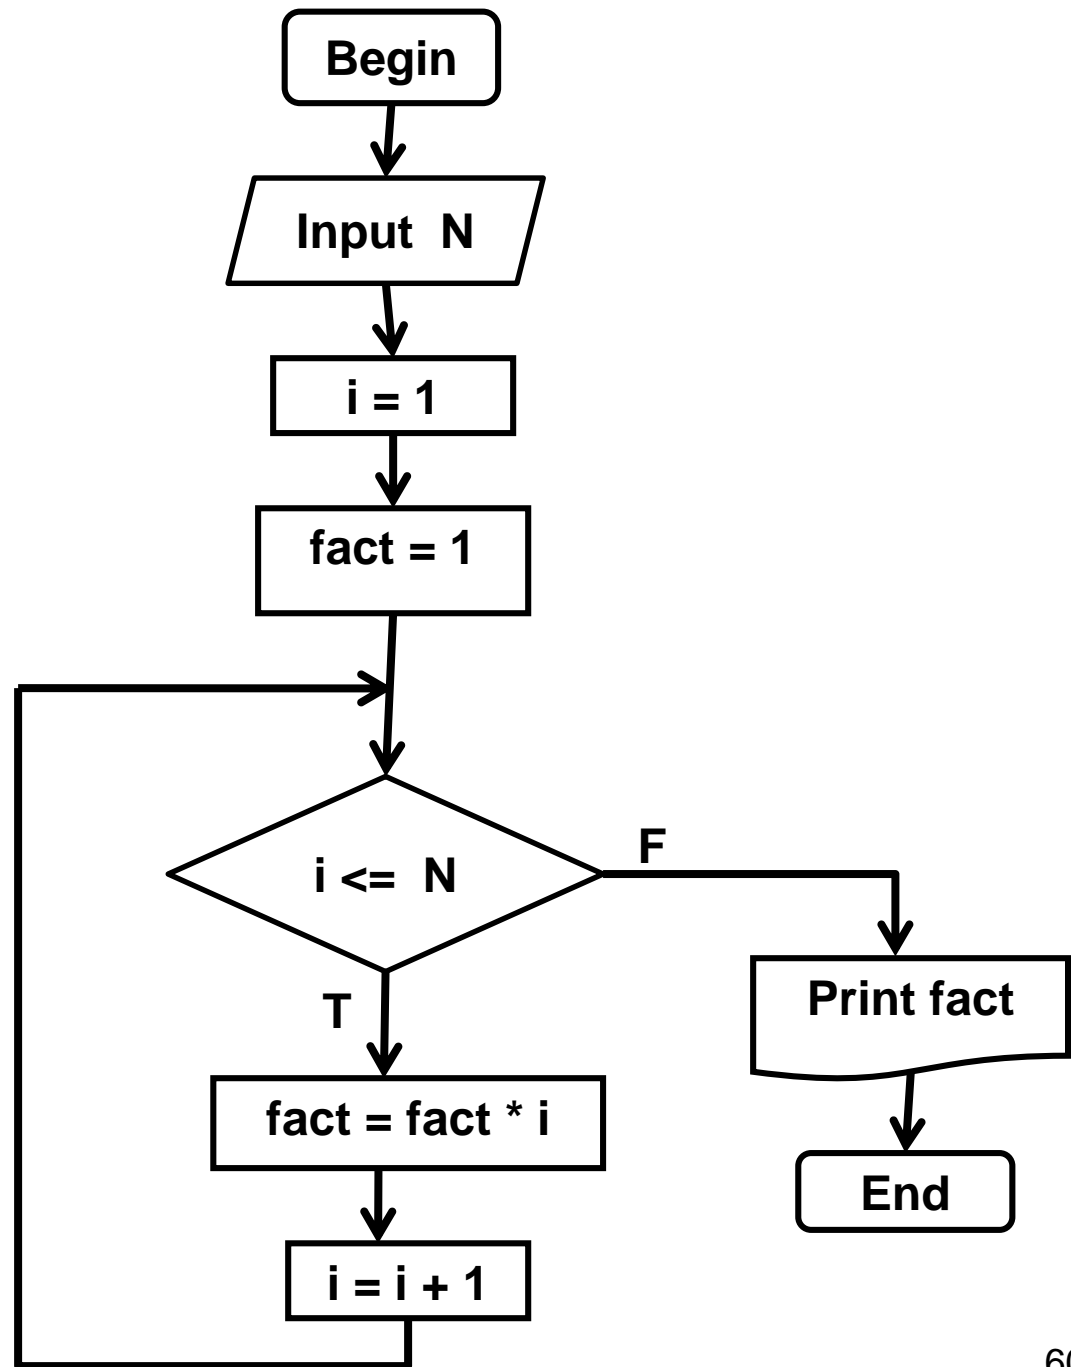 Begin
Input N
i = 1
fact = 1
i <= N
F
T
Print fact
fact = fact * i
End
i = i + 1